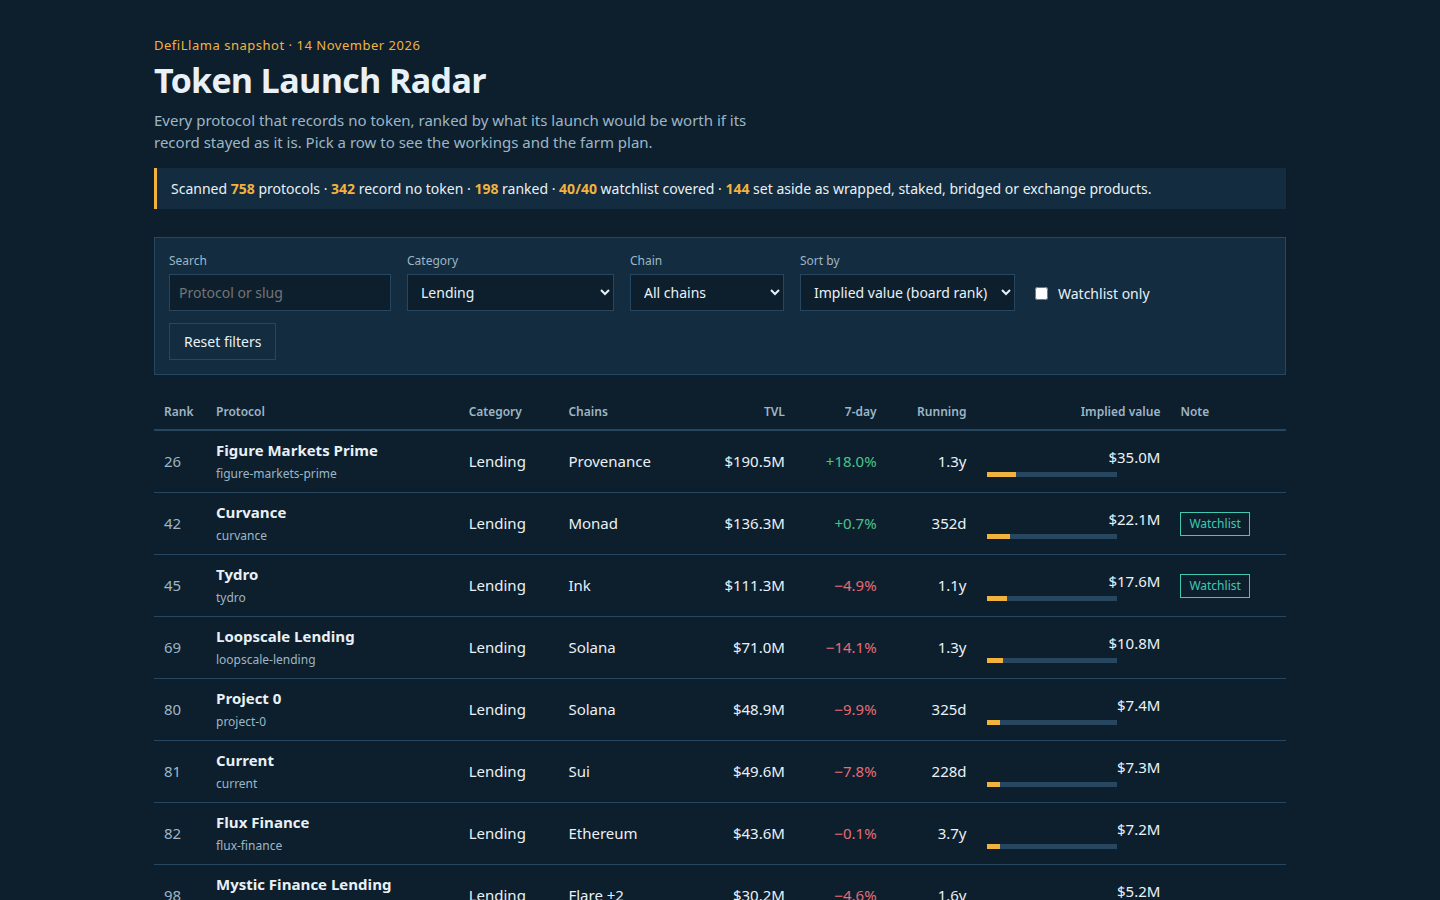 DefiLlama snapshot · 14 November 2026
Token Launch Radar
Every protocol that records no token, ranked by what its launch would be worth if its
record stayed as it is. Pick a row to see the workings and the farm plan.
Scanned 758 protocols · 342 record no token · 198 ranked · 40/40 watchlist covered · 144 set aside as wrapped, staked, bridged or exchange products.
Search Category Chain Sort by
Protocol or slug Lending All chains Implied value (board rank) Watchlist only
Reset filters
Rank Protocol Category Chains TVL 7-day Running Implied value Note
26 Figure Markets Prime Lending Provenance $190.5M +18.0% 1.3y $35.0M
figure-markets-prime
42 Curvance Lending Monad $136.3M +0.7% 352d $22.1M Watchlist
curvance
45 Tydro Lending Ink $111.3M −4.9% 1.1y $17.6M Watchlist
tydro
69 Loopscale Lending Lending Solana $71.0M −14.1% 1.3y $10.8M
loopscale-lending
80 Project 0 Lending Solana $48.9M −9.9% 325d $7.4M
project-0
81 Current Lending Sui $49.6M −7.8% 228d $7.3M
current
82 Flux Finance Lending Ethereum $43.6M −0.1% 3.7y $7.2M
flux-finance
98 Mystic Finance Lending Lending Flare +2 $30.2M −4.6% 1.6y $5.2M